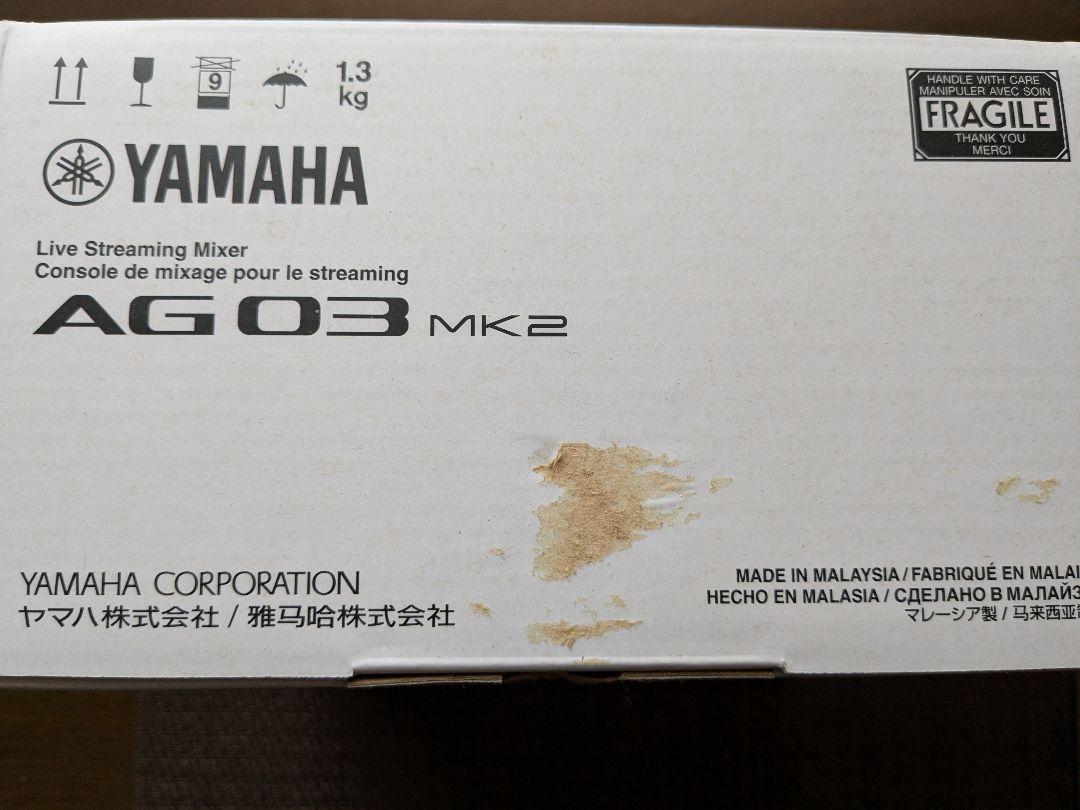 9
1.3
kg
HANDLE WITH CARE
MANIPULER AVEC SOIN
FRAGILE
THANK YOU
MERCI
YAMAHA
Live Streaming Mixer
Console de mixage pour le streaming
AG03 MK2
YAMAHA CORPORATION
ヤマハ株式会社 / 雅马哈株式会社
MADE IN MALAYSIA / FABRIQUÉ EN MALAI
HECHO EN MALASIA / СДЕЛАНО В МАЛАЙЗ
マレーシア製 / 马来西亚制